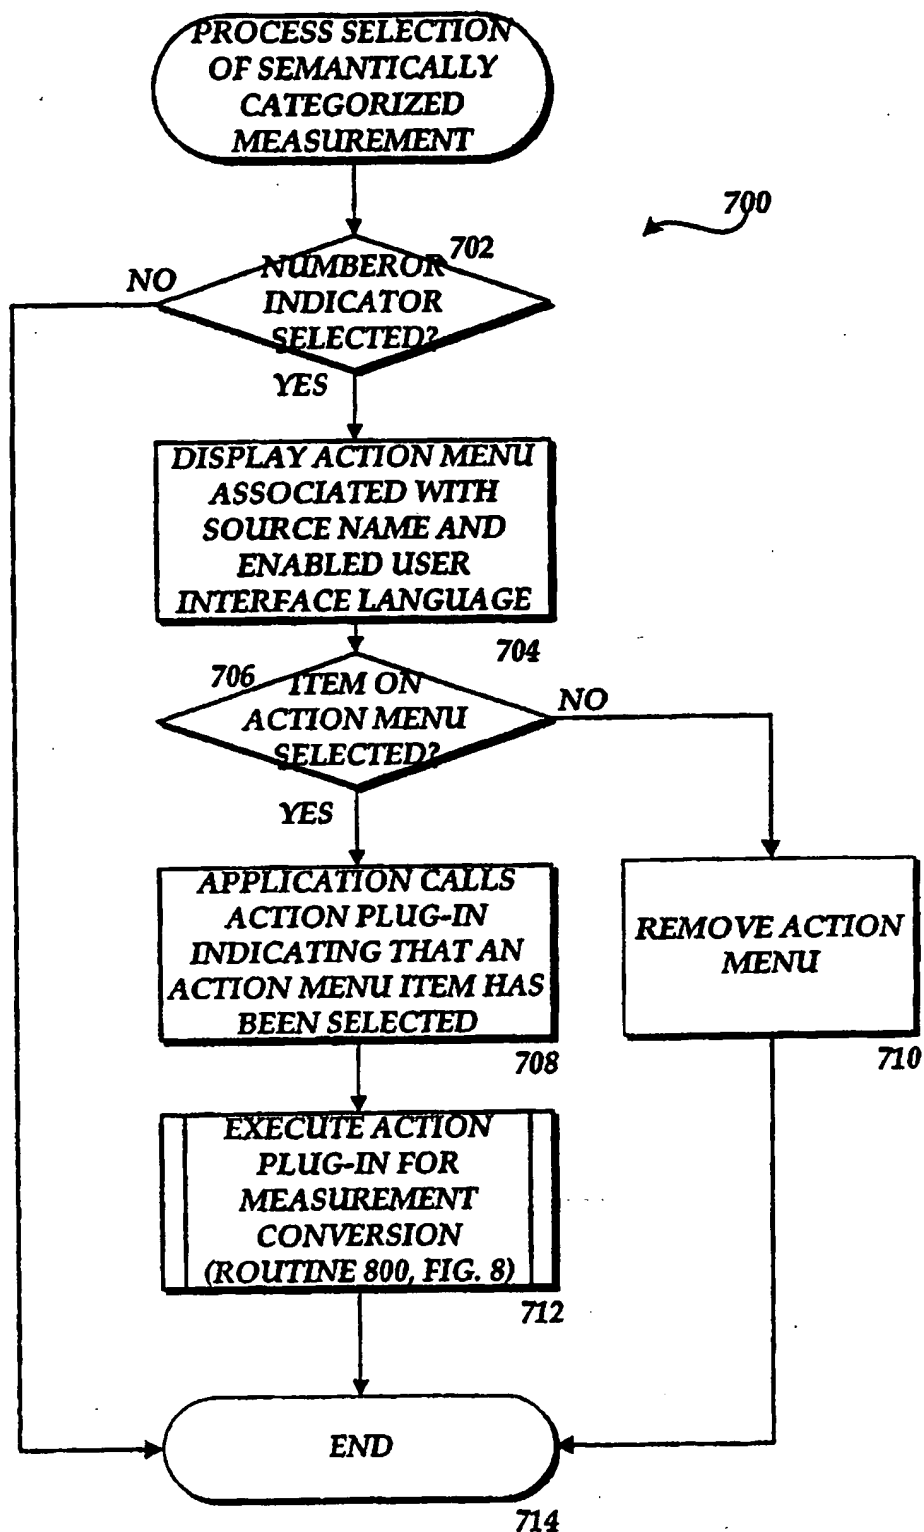 PROCESS SELECTION
OF SEMANTICALLY
CATEGORIZED
MEASUREMENT
700
702
NO
NUMBEROR
INDICATOR
SELECTED?
YES
DISPLAY ACTION MENU
ASSOCIATED WITH
SOURCE NAME AND
ENABLED USER
INTERFACE LANGUAGE
704
706
ITEM ON
ACTION MENU
SELECTED?
NO
YES
APPLICATION CALLS
ACTION PLUG-IN
INDICATING THAT AN
ACTION MENU ITEM HAS
BEEN SELECTED
708
REMOVE ACTION
MENU
710
EXECUTE ACTION
PLUG-IN FOR
MEASUREMENT
CONVERSION
(ROUTINE 800, FIG. 8)
712
END
714